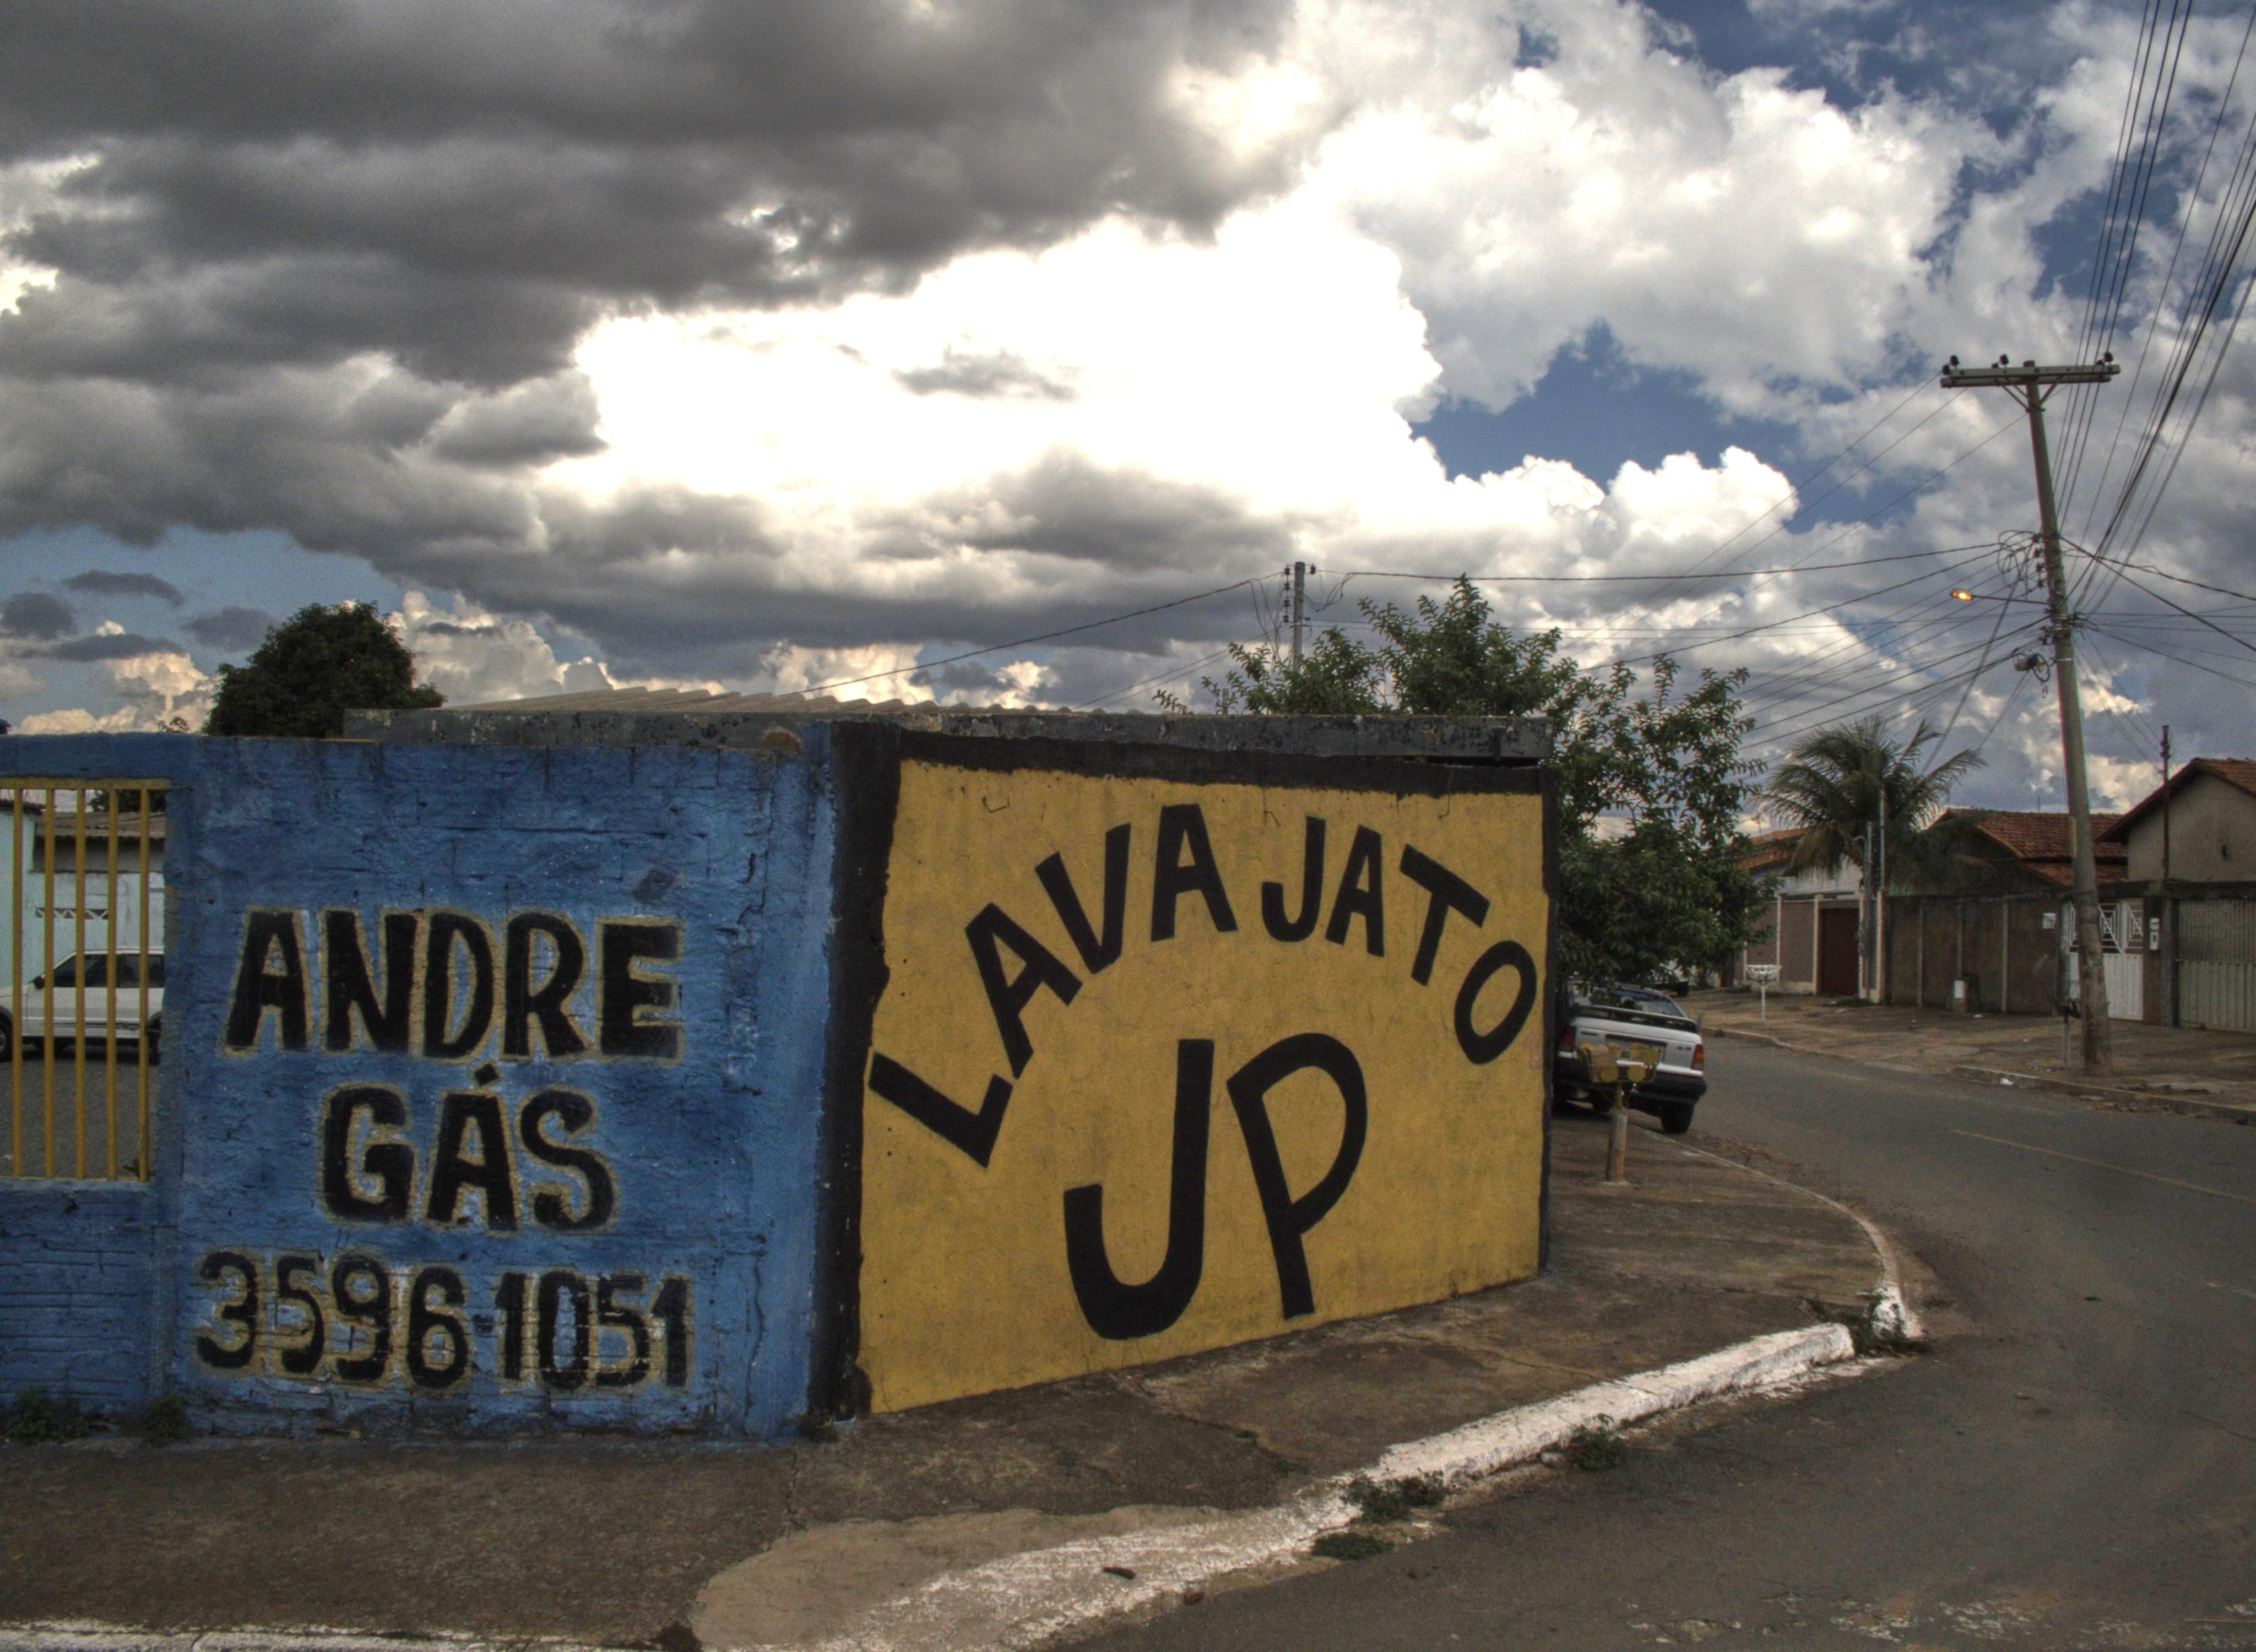 ANDRE
GÁS
3596-1051
LAVA JATO
JP